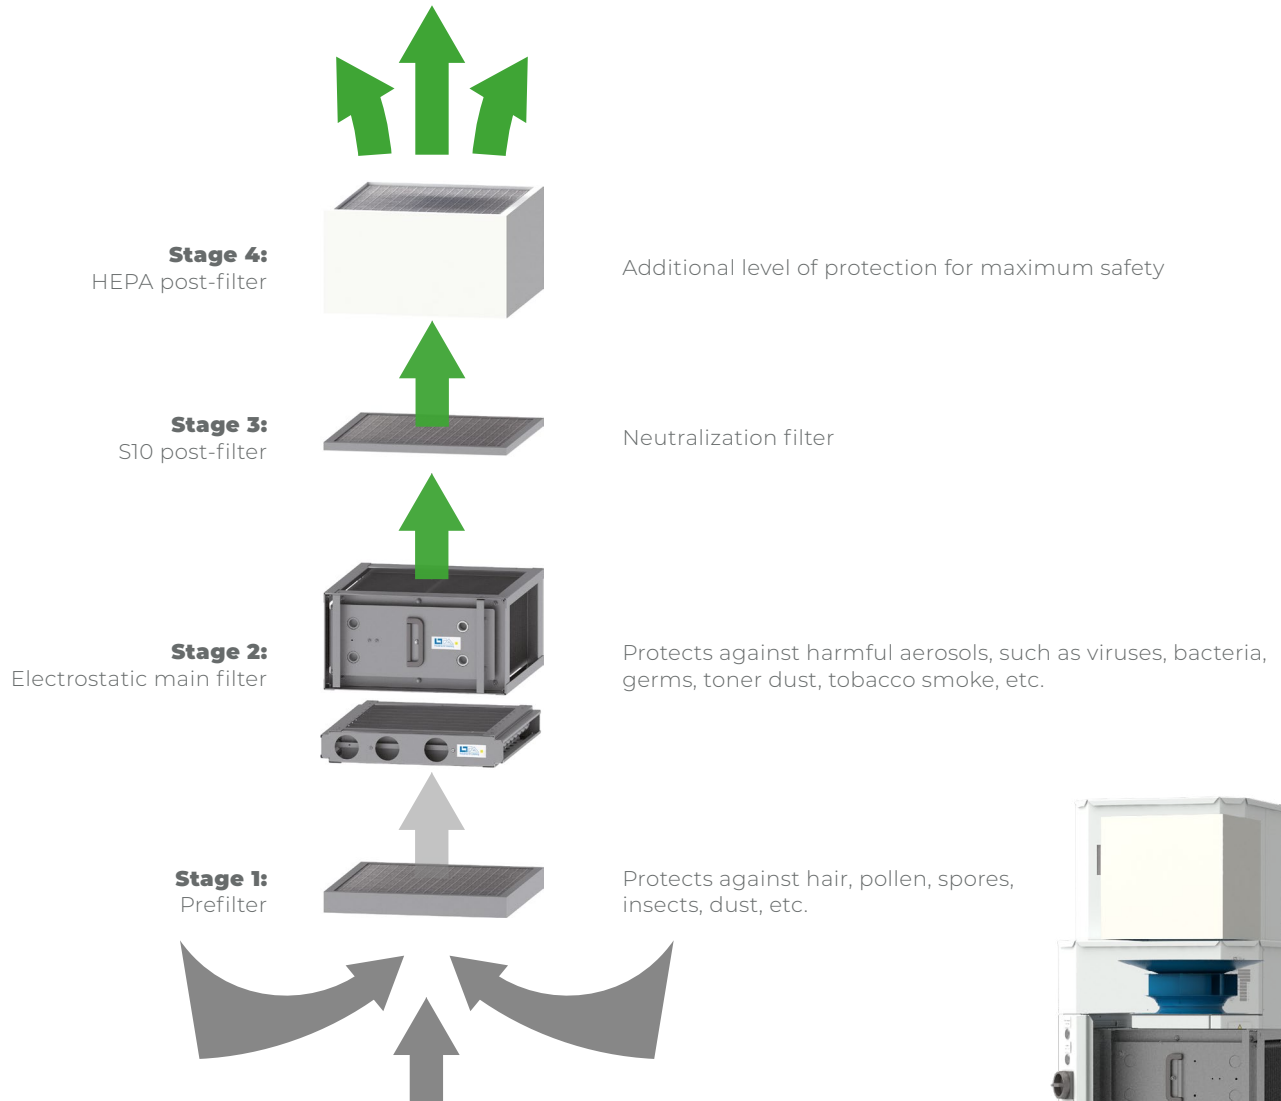 Stage 4:
HEPA post-filter
Additional level of protection for maximum safety
Stage 3:
S10 post-filter
Neutralization filter
Stage 2:
Electrostatic main filter
Protects against harmful aerosols, such as viruses, bacteria,
germs, toner dust, tobacco smoke, etc.
Stage 1:
Prefilter
Protects against hair, pollen, spores,
insects, dust, etc.